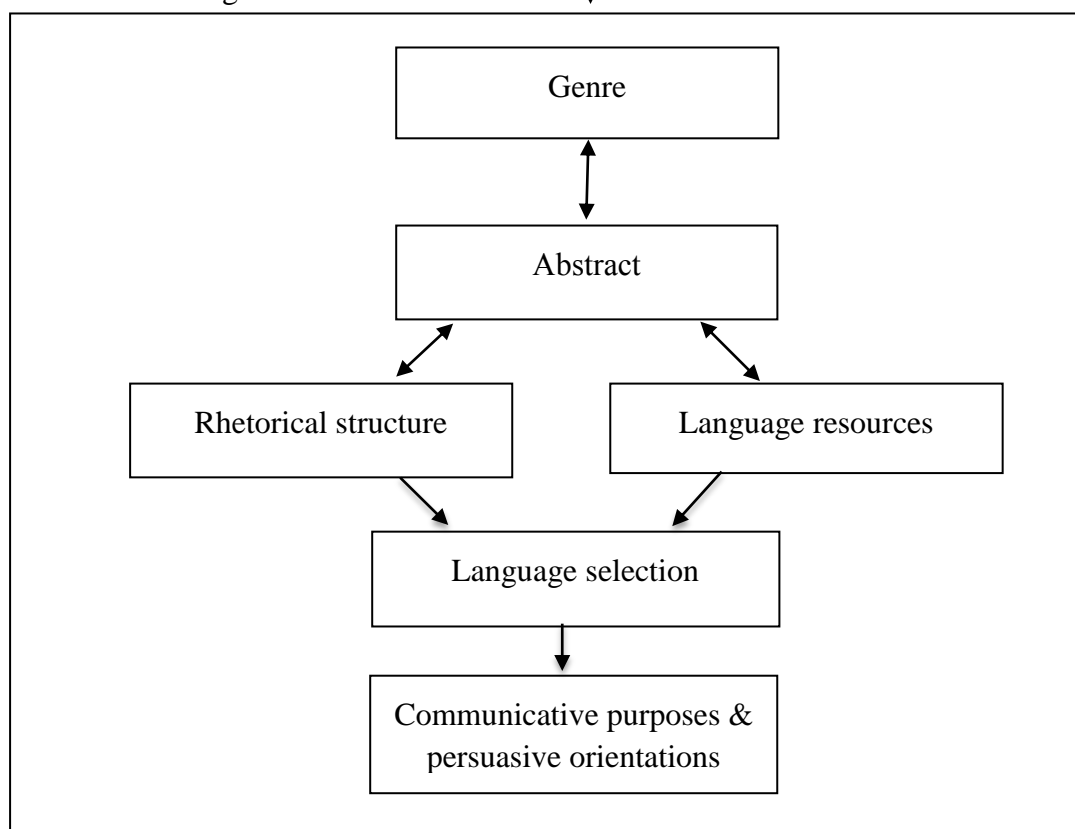 Genre
Abstract
Rhetorical structure
Language resources
Language selection
Communicative purposes &
persuasive orientations